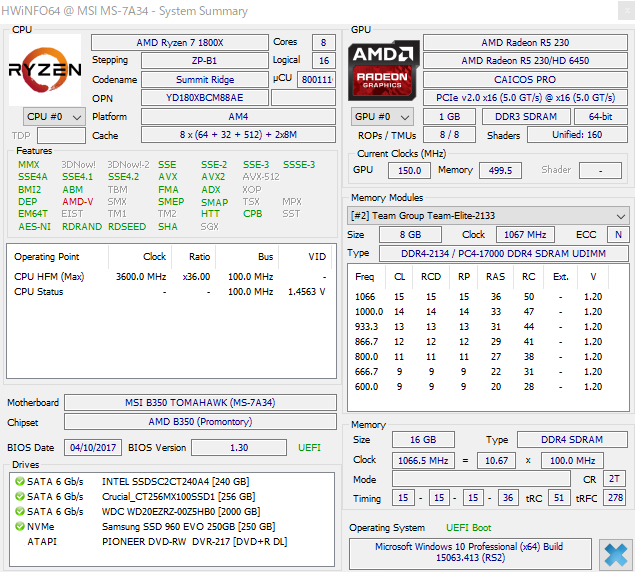 HWiNFO64 @ MSI MS-7A34 - System Summary
CPU
RYZEN
AMD Ryzen 7 1800X
Cores 8
Stepping ZP-B1
Logical 16
Codename Summit Ridge
µCU 8001111
OPN YD180XBCM88AE
CPU #0
Platform AM4
TDP
Cache 8 x (64 + 32 + 512) + 2x8M
Features
MMX 3DNow! 3DNow!-2 SSE SSE-2 SSE-3 SSSE-3
SSE4A SSE4.1 SSE4.2 AVX AVX2 AVX-512
BMI2 ABM TBM FMA ADX XOP
DEP AMD-V SMX SMEP SMAP TSX MPX
EM64T EIST TM1 TM2 HTT CPB SST
AES-NI RDRAND RDSEED SHA SGX
Operating Point Clock Ratio Bus VID
CPU HFM (Max) 3600.0 MHz x36.00 100.0 MHz -
CPU Status - - 100.0 MHz 1.4563 V
Motherboard MSI B350 TOMAHAWK (MS-7A34)
Chipset AMD B350 (Promontory)
BIOS Date 04/10/2017 BIOS Version 1.30 UEFI
Drives
SATA 6 Gb/s INTEL SSDSC2CT240A4 [240 GB]
SATA 6 Gb/s Crucial_CT256MX100SSD1 [256 GB]
SATA 6 Gb/s WDC WD20EZRZ-00Z5HB0 [2000 GB]
NVMe Samsung SSD 960 EVO 250GB [250 GB]
ATAPI PIONEER DVD-RW DVR-217 [DVD+R DL]
GPU
AMD
RADEON
GRAPHICS
AMD Radeon R5 230
AMD Radeon R5 230/HD 6450
CAICOS PRO
PCIe v2.0 x16 (5.0 GT/s) @ x16 (5.0 GT/s)
GPU #0
1 GB DDR3 SDRAM 64-bit
ROPs / TMUs 8 / 8 Shaders Unified: 160
Current Clocks (MHz)
GPU 150.0 Memory 499.5 Shader -
Memory Modules
[#2] Team Group Team-Elite-2133
Size 8 GB Clock 1067 MHz ECC N
Type DDR4-2134 / PC4-17000 DDR4 SDRAM UDIMM
Freq CL RCD RP RAS RC Ext. V
1066 15 15 15 36 50 - 1.20
1000.0 14 14 14 33 47 - 1.20
933.3 13 13 13 31 44 - 1.20
866.7 12 12 12 29 41 - 1.20
800.0 11 11 11 27 38 - 1.20
666.7 9 9 9 22 31 - 1.20
600.0 9 9 9 20 28 - 1.20
Memory
Size 16 GB Type DDR4 SDRAM
Clock 1066.5 MHz = 10.67 x 100.0 MHz
Mode CR 2T
Timing 15 - 15 - 15 - 36 tRC 51 tRFC 278
Operating System UEFI Boot
Microsoft Windows 10 Professional (x64) Build
15063.413 (RS2)